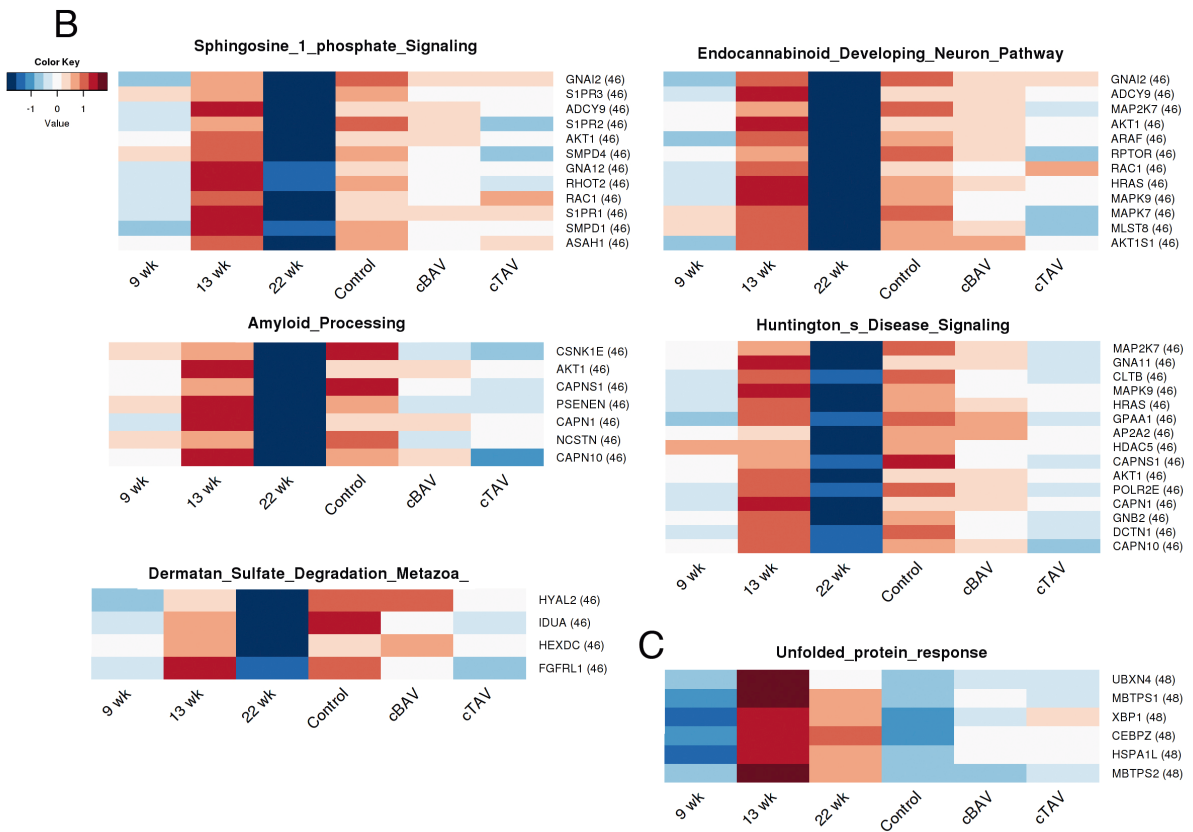 B
Color Key
-1 0 1
Value
Sphingosine_1_phosphate_Signaling
GNAI2 (46)
S1PR3 (46)
ADCY9 (46)
S1PR2 (46)
AKT1 (46)
SMPD4 (46)
GNA12 (46)
RHOT2 (46)
RAC1 (46)
S1PR1 (46)
SMPD1 (46)
ASAH1 (46)
9 wk 13 wk 22 wk Control cBAV cTAV
Endocannabinoid_Developing_Neuron_Pathway
GNAI2 (46)
ADCY9 (46)
MAP2K7 (46)
AKT1 (46)
ARAF (46)
RPTOR (46)
RAC1 (46)
HRAS (46)
MAPK9 (46)
MAPK7 (46)
MLST8 (46)
AKT1S1 (46)
9 wk 13 wk 22 wk Control cBAV cTAV
Amyloid_Processing
CSNK1E (46)
AKT1 (46)
CAPNS1 (46)
PSENEN (46)
CAPN1 (46)
NCSTN (46)
CAPN10 (46)
9 wk 13 wk 22 wk Control cBAV cTAV
Huntington_s_Disease_Signaling
MAP2K7 (46)
GNA11 (46)
CLTB (46)
MAPK9 (46)
HRAS (46)
GPAA1 (46)
AP2A2 (46)
HDAC5 (46)
CAPNS1 (46)
AKT1 (46)
POLR2E (46)
CAPN1 (46)
GNB2 (46)
DCTN1 (46)
CAPN10 (46)
9 wk 13 wk 22 wk Control cBAV cTAV
Dermatan_Sulfate_Degradation_Metazoa_
HYAL2 (46)
IDUA (46)
HEXDC (46)
FGFRL1 (46)
9 wk 13 wk 22 wk Control cBAV cTAV
C
Unfolded_protein_response
UBXN4 (48)
MBTPS1 (48)
XBP1 (48)
CEBPZ (48)
HSPA1L (48)
MBTPS2 (48)
9 wk 13 wk 22 wk Control cBAV cTAV